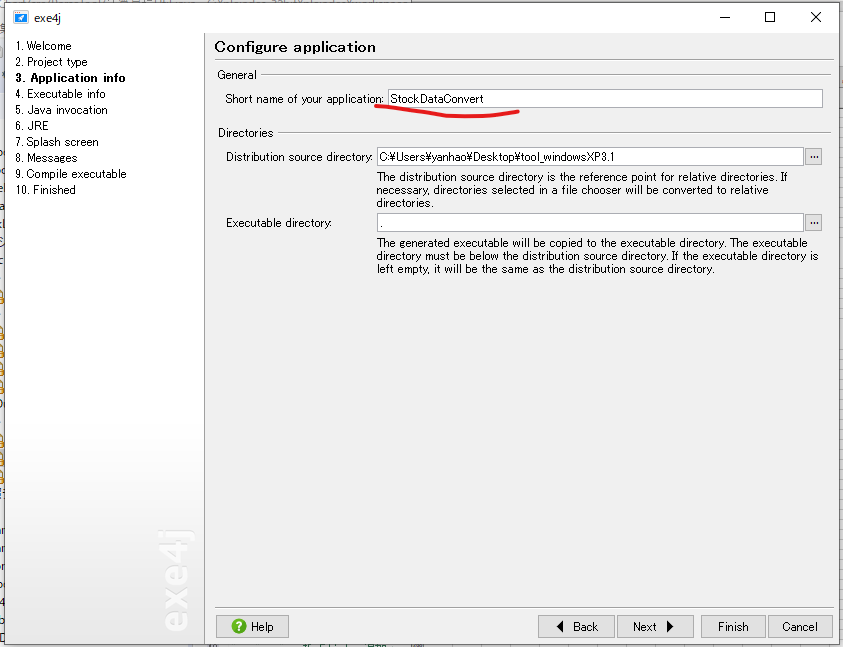 exe4j
1. Welcome
2. Project type
3. Application info
4. Executable info
5. Java invocation
6. JRE
7. Splash screen
8. Messages
9. Compile executable
10. Finished
exe4j
Configure application
General
Short name of your application: StockDataConvert
Directories
Distribution source directory: C:¥Users¥yanhao¥Desktop¥tool_windowsXP3.1 ...
The distribution source directory is the reference point for relative directories. If
necessary, directories selected in a file chooser will be converted to relative
directories.
Executable directory: . ...
The generated executable will be copied to the executable directory. The executable
directory must be below the distribution source directory. If the executable directory is
left empty, it will be the same as the distribution source directory.
Help Back Next Finish Cancel